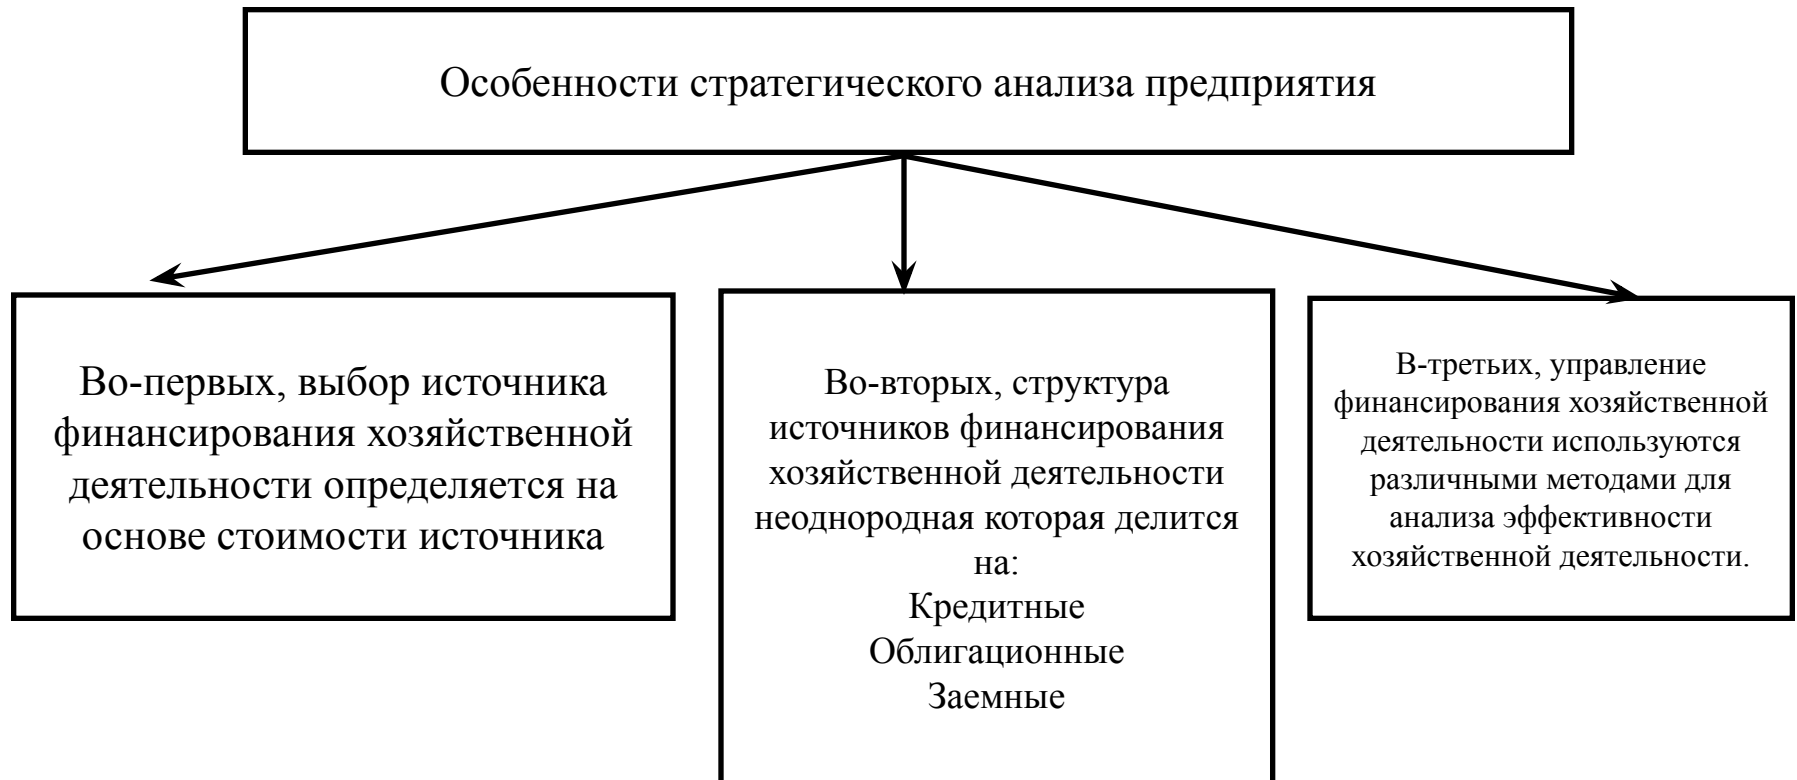 Особенности стратегического анализа предприятия
Во-первых, выбор источника
финансирования хозяйственной
деятельности определяется на
основе стоимости источника
Во-вторых, структура
источников финансирования
хозяйственной деятельности
неоднородная которая делится
на:
Кредитные
Облигационные
Заемные
В-третьих, управление
финансирования хозяйственной
деятельности используются
различными методами для
анализа эффективности
хозяйственной деятельности.